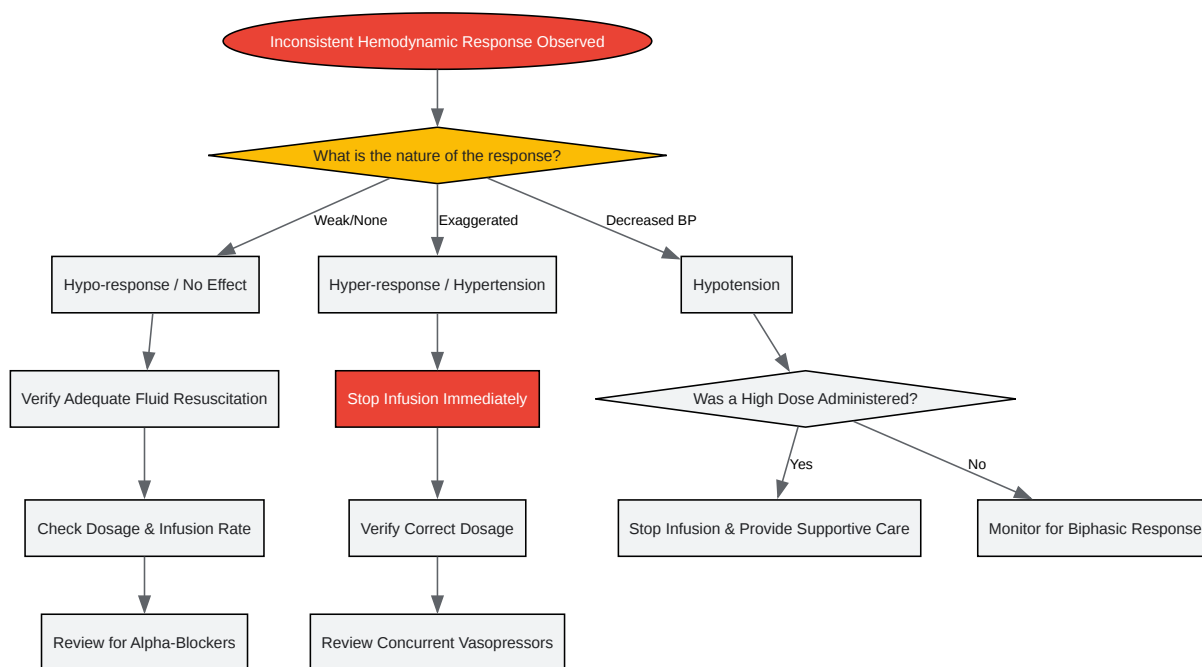 Inconsistent Hemodynamic Response Observed
What is the nature of the response?
Weak/None
Exaggerated
Decreased BP
Hypo-response / No Effect
Hyper-response / Hypertension
Hypotension
Verify Adequate Fluid Resuscitation
Stop Infusion Immediately
Was a High Dose Administered?
Yes
No
Check Dosage & Infusion Rate
Verify Correct Dosage
Stop Infusion & Provide Supportive Care
Monitor for Biphasic Response
Review for Alpha-Blockers
Review Concurrent Vasopressors